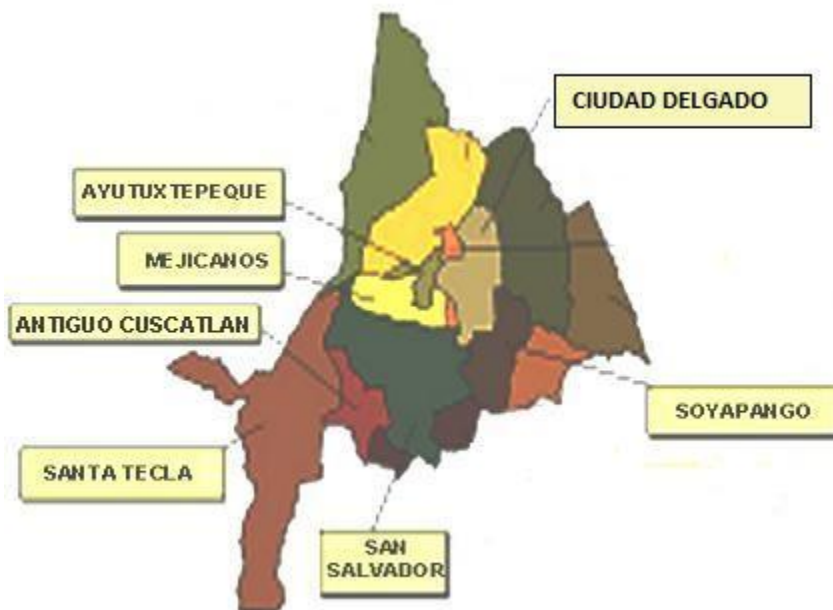 CIUDAD DELGADO
AYUTUXTEPEQUE
MEJICANOS
ANTIGUO CUSCATLAN
SOYAPANGO
SANTA TECLA
SAN
SALVADOR